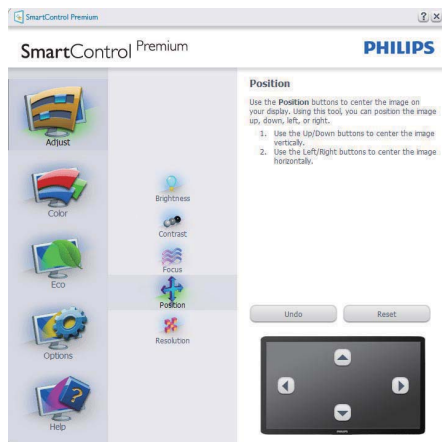 SmartControl Premium
? x
SmartControl Premium
PHILIPS
Adjust
Color
Eco
Options
Help
Brightness
Contrast
Focus
Position
Resolution
Position
Use the Position buttons to center the image on
your display. Using this tool, you can position the image
up, down, left, or right.
1. Use the Up/Down buttons to center the image
vertically.
2. Use the Left/Right buttons to center the image
horizontally.
Undo
Reset
PHILIPS